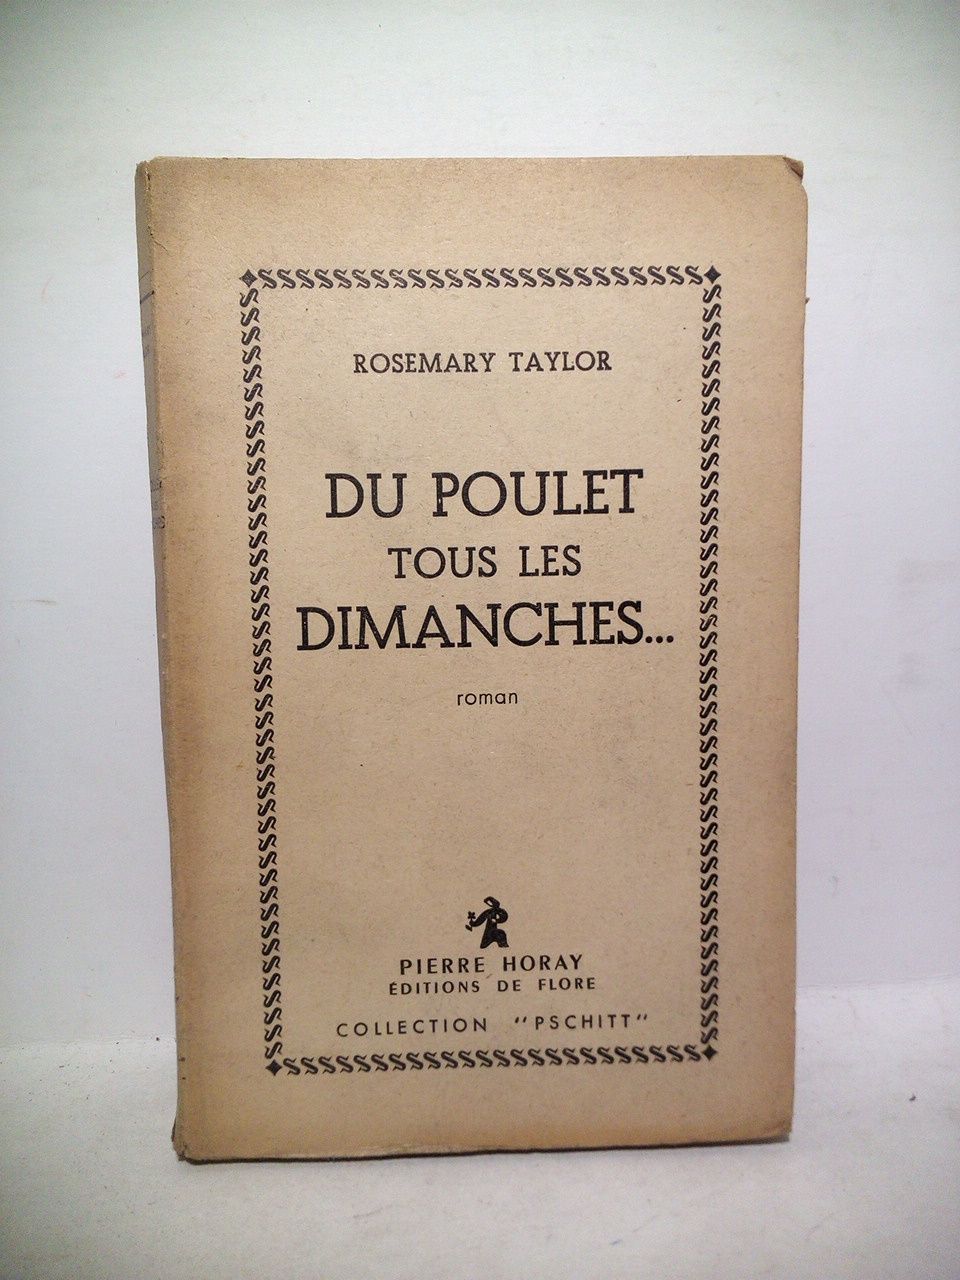 ROSEMARY TAYLOR
DU POULET
TOUS LES
DIMANCHES...
roman
PIERRE HORAY
ÉDITIONS DE FLORE
COLLECTION "PSCHITT"